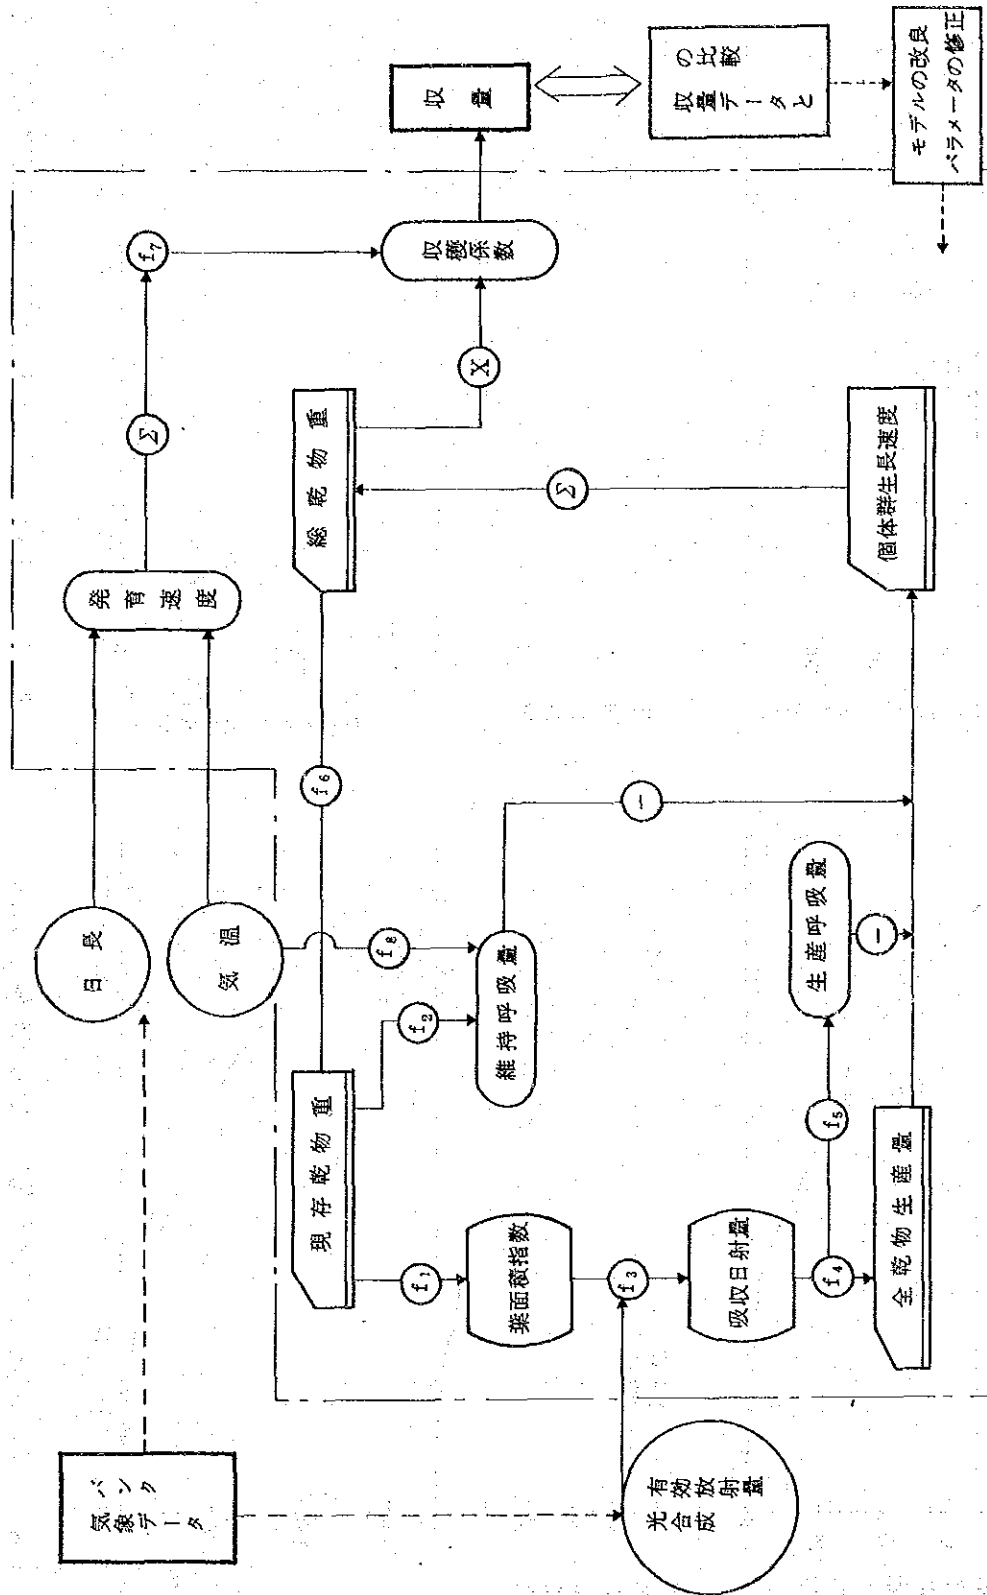 気象データ
バンク
日長
気温
光合成
有効放射量
発育速度
Σ
f₇
現存乾物重
f₆
総乾物重
f₁
f₂
f₈
葉面積指数
維持呼吸量
f₃
吸収日射量
f₄
f₅
生産呼吸量
全乾物生産量
−
−
個体群生長速度
Σ
X
収穫係数
収量
収量データと
の比較
モデルの改良
パラメータの修正